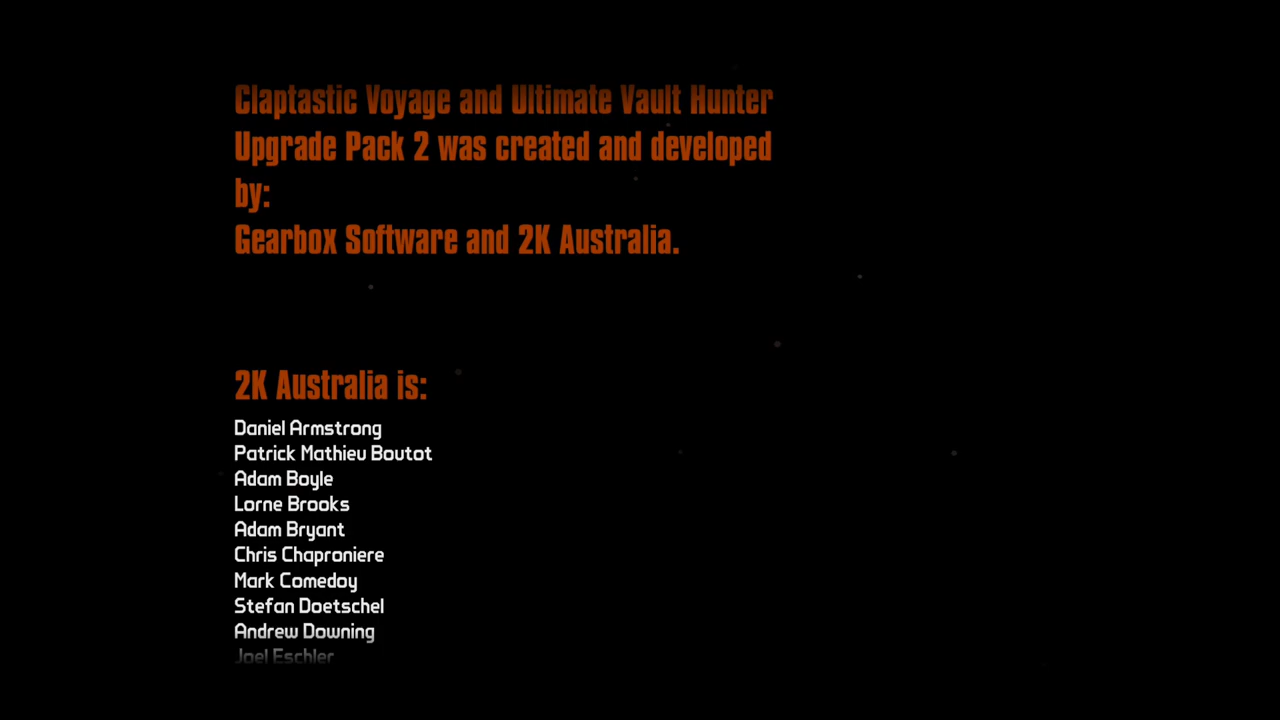 Claptastic Voyage and Ultimate Vault Hunter
Upgrade Pack 2 was created and developed
by:
Gearbox Software and 2K Australia.
2K Australia is:
Daniel Armstrong
Patrick Mathieu Boutot
Adam Boyle
Lorne Brooks
Adam Bryant
Chris Chaproniere
Mark Comedoy
Stefan Doetschel
Andrew Downing
Joel Eschler